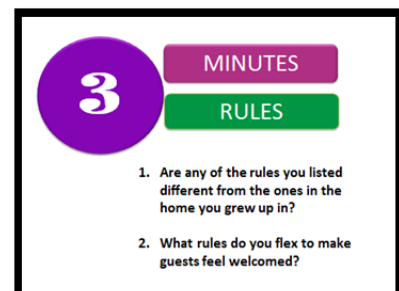 3
MINUTES
RULES
1. Are any of the rules you listed
different from the ones in the
home you grew up in?
2. What rules do you flex to make
guests feel welcomed?